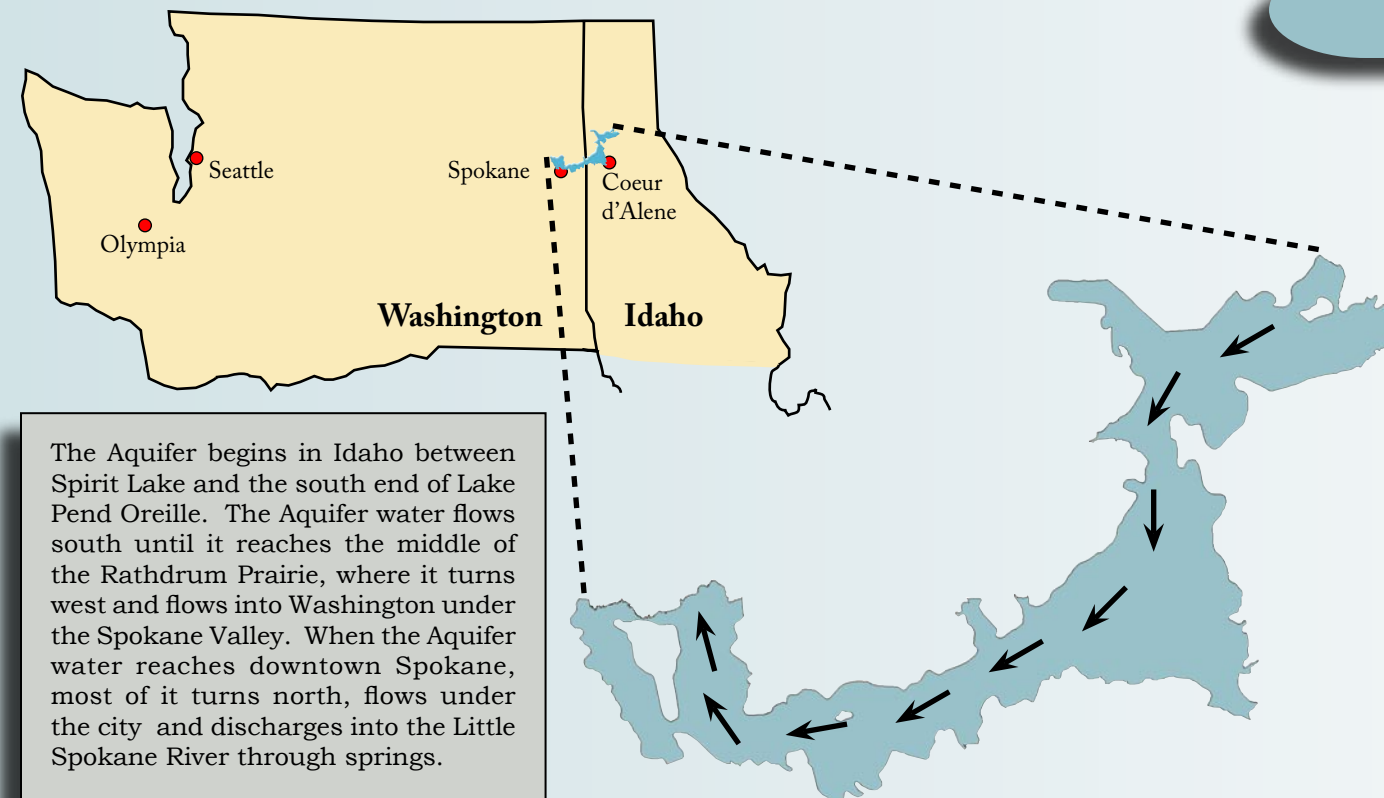 Seattle
Spokane
Coeur
d'Alene
Olympia
Washington
Idaho
The Aquifer begins in Idaho between
Spirit Lake and the south end of Lake
Pend Oreille. The Aquifer water flows
south until it reaches the middle of
the Rathdrum Prairie, where it turns
west and flows into Washington under
the Spokane Valley. When the Aquifer
water reaches downtown Spokane,
most of it turns north, flows under
the city and discharges into the Little
Spokane River through springs.